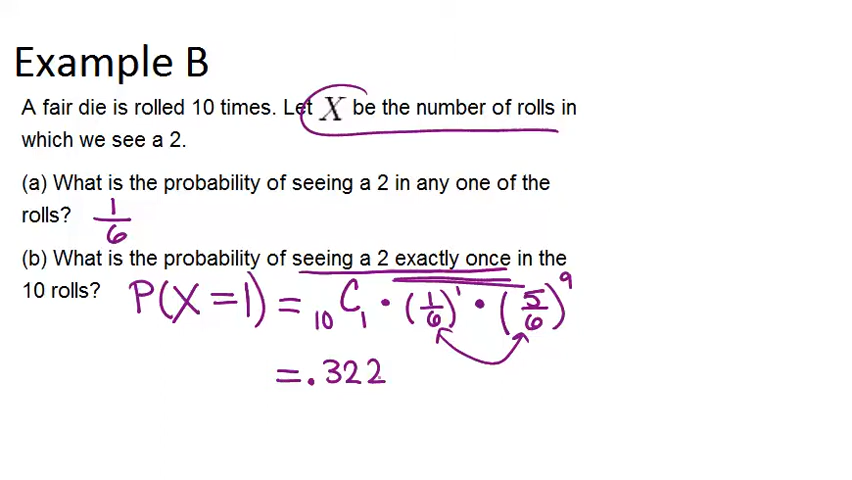 Example B
A fair die is rolled 10 times. Let X be the number of rolls in
which we see a 2.
(a) What is the probability of seeing a 2 in any one of the
rolls? 1/6
(b) What is the probability of seeing a 2 exactly once in the
10 rolls? P(X=1) = ₁₀C₁ · (1/6)¹ · (5/6)⁹
= .322